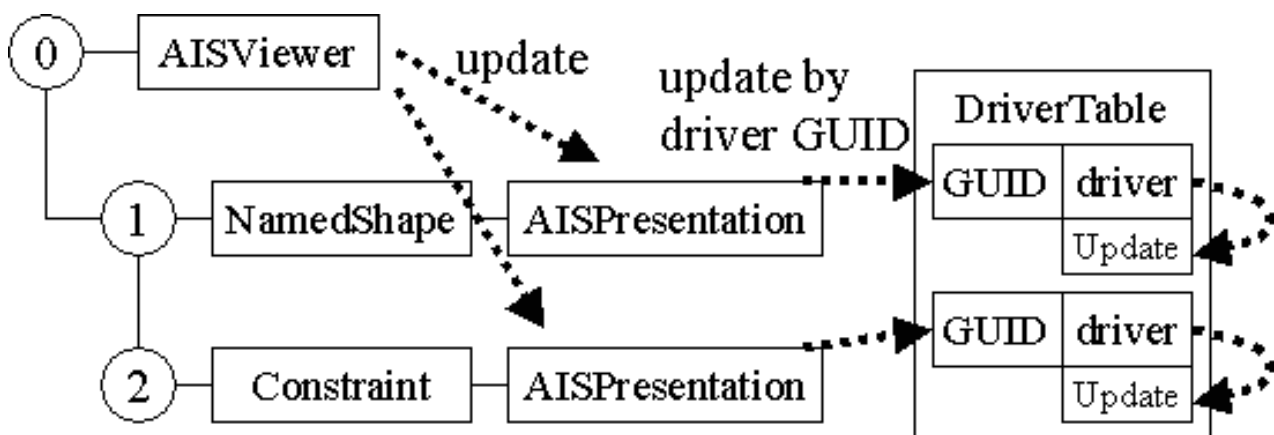 0
AISViewer
update
update by
driver GUID
DriverTable
1
NamedShape
AISPresentation
GUID
driver
Update
2
Constraint
AISPresentation
GUID
driver
Update